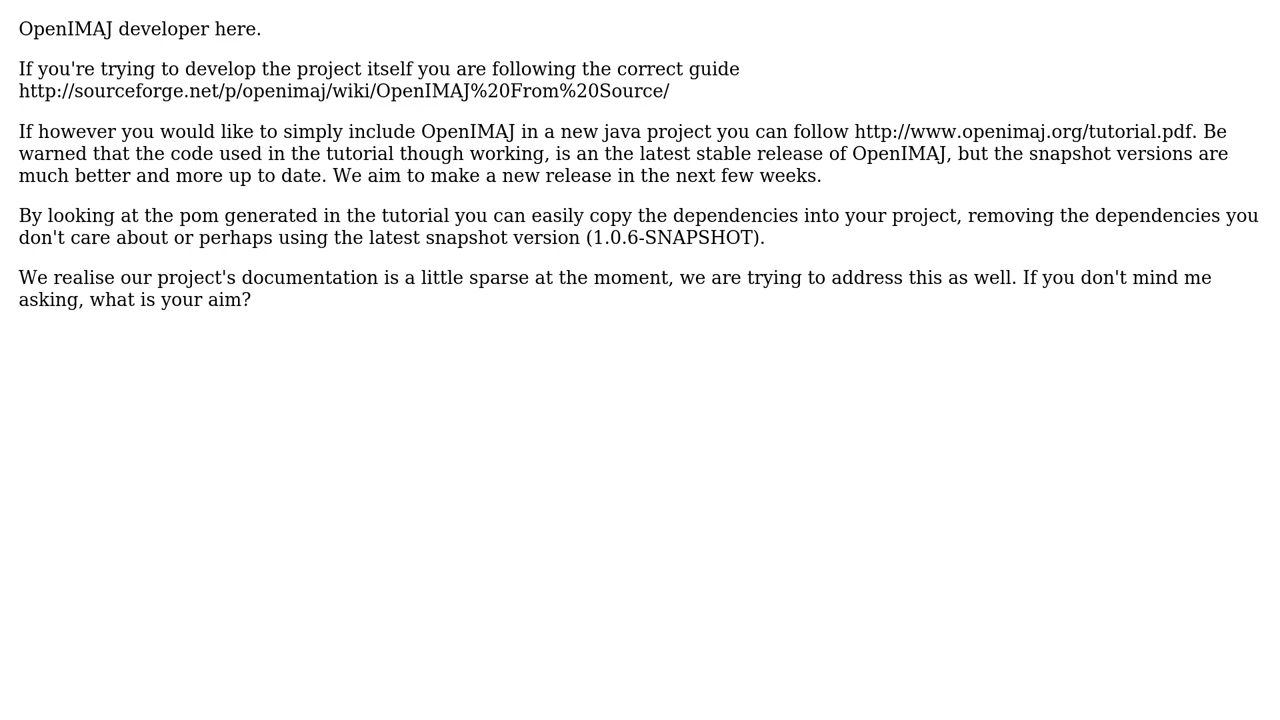 OpenIMAJ developer here.
If you're trying to develop the project itself you are following the correct guide
http://sourceforge.net/p/openimaj/wiki/OpenIMAJ%20From%20Source/
If however you would like to simply include OpenIMAJ in a new java project you can follow http://www.openimaj.org/tutorial.pdf. Be
warned that the code used in the tutorial though working, is an the latest stable release of OpenIMAJ, but the snapshot versions are
much better and more up to date. We aim to make a new release in the next few weeks.
By looking at the pom generated in the tutorial you can easily copy the dependencies into your project, removing the dependencies you
don't care about or perhaps using the latest snapshot version (1.0.6-SNAPSHOT).
We realise our project's documentation is a little sparse at the moment, we are trying to address this as well. If you don't mind me
asking, what is your aim?